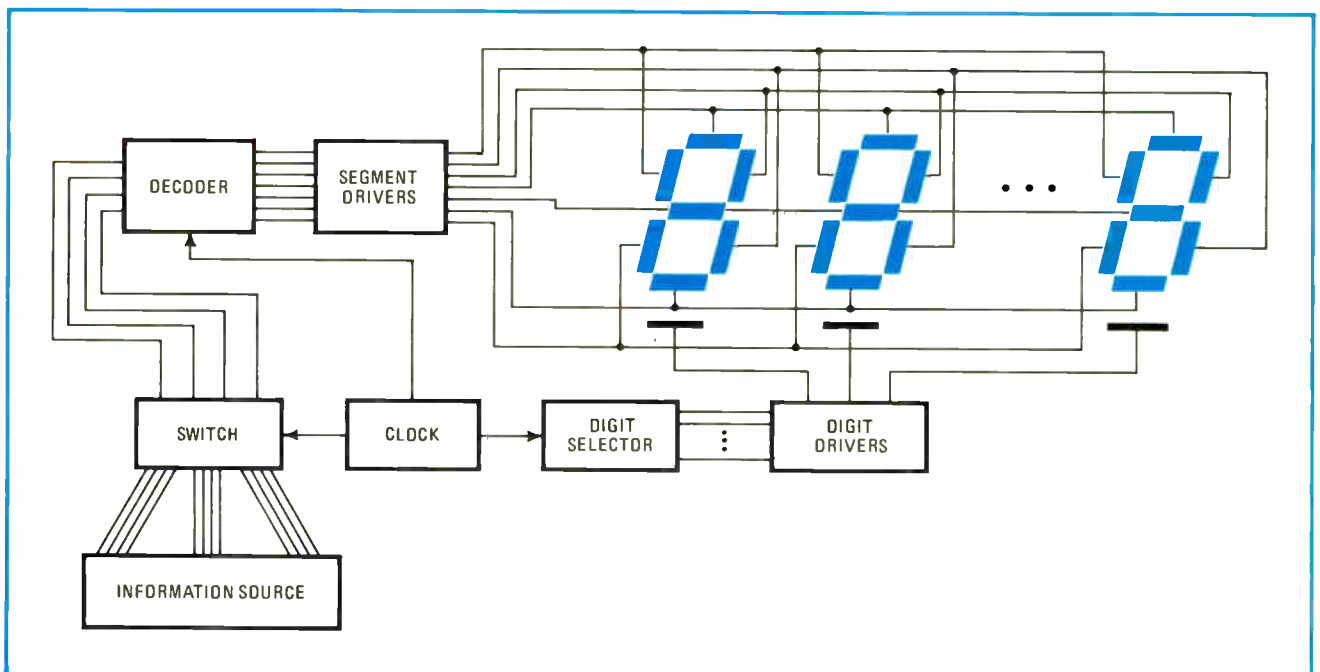 DECODER
SEGMENT
DRIVERS
SWITCH
CLOCK
DIGIT
SELECTOR
DIGIT
DRIVERS
INFORMATION SOURCE